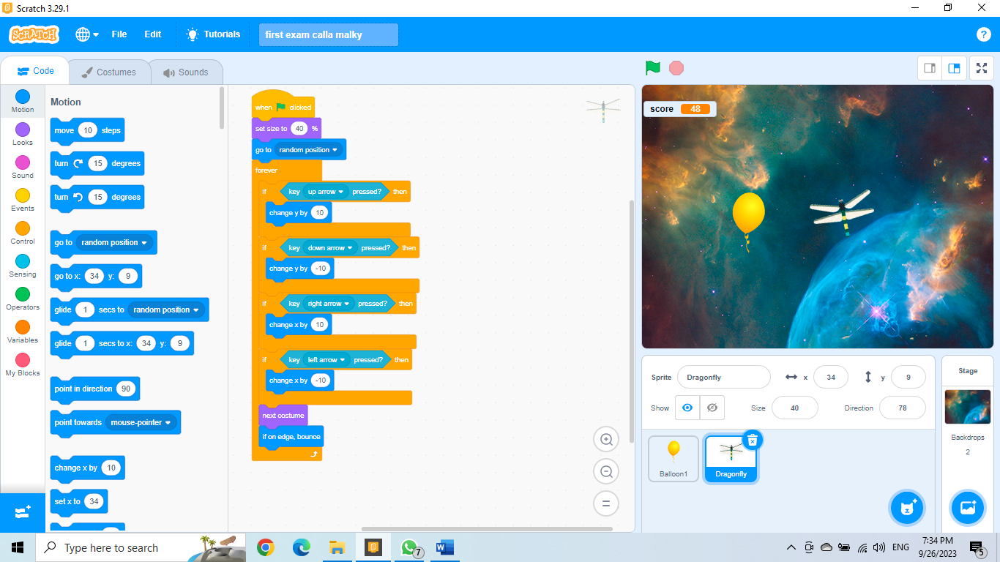 Scratch 3.29.1
SCRATCH
File Edit Tutorials first exam calla malky ?
Code Costumes Sounds
Motion
Looks
Sound
Events
Control
Sensing
Operators
Variables
My Blocks
Motion
move 10 steps
turn 15 degrees
turn 15 degrees
go to random position
go to x: 34 y: 9
glide 1 secs to random position
glide 1 secs to x: 34 y: 9
point in direction 90
point towards mouse-pointer
change x by 10
set x to 34
when clicked
set size to 40 %
go to random position
forever
if key up arrow pressed? then
change y by 10
if key down arrow pressed? then
change y by -10
if key right arrow pressed? then
change x by 10
if key left arrow pressed? then
change x by -10
next costume
if on edge, bounce
score 48
Sprite Dragonfly x 34 y 9
Show Size 40 Direction 78
Balloon1
Dragonfly
Stage
Backdrops
2
Type here to search
7
W
ENG
7:34 PM
9/26/2023
5